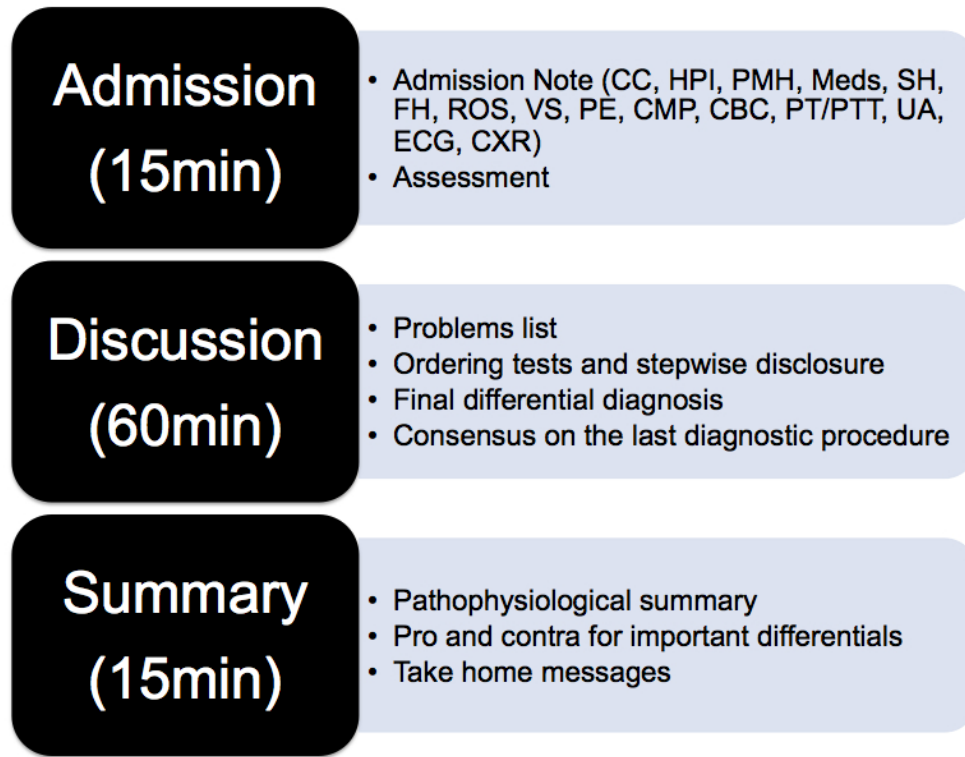 Admission
(15min)
• Admission Note (CC, HPI, PMH, Meds, SH,
FH, ROS, VS, PE, CMP, CBC, PT/PTT, UA,
ECG, CXR)
• Assessment
Discussion
(60min)
• Problems list
• Ordering tests and stepwise disclosure
• Final differential diagnosis
• Consensus on the last diagnostic procedure
Summary
(15min)
• Pathophysiological summary
• Pro and contra for important differentials
• Take home messages